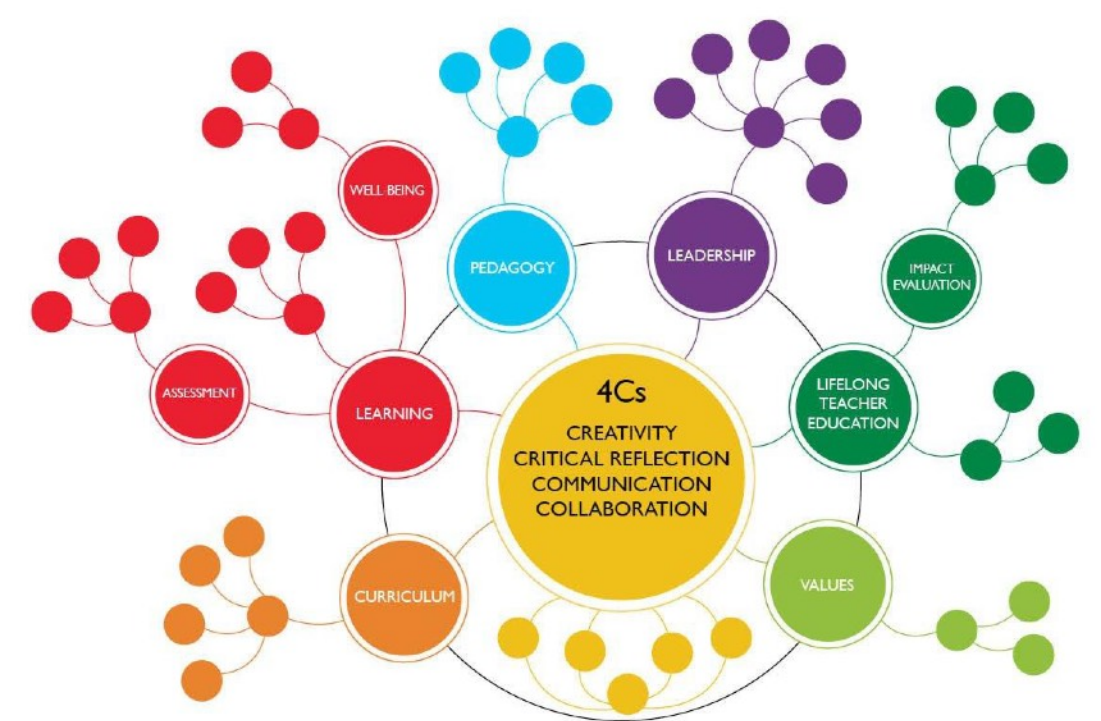 WELL BEING
PEDAGOGY
LEADERSHIP
IMPACT
EVALUATION
ASSESSMENT
LEARNING
4Cs
CREATIVITY
CRITICAL REFLECTION
COMMUNICATION
COLLABORATION
LIFELONG
TEACHER
EDUCATION
CURRICULUM
VALUES